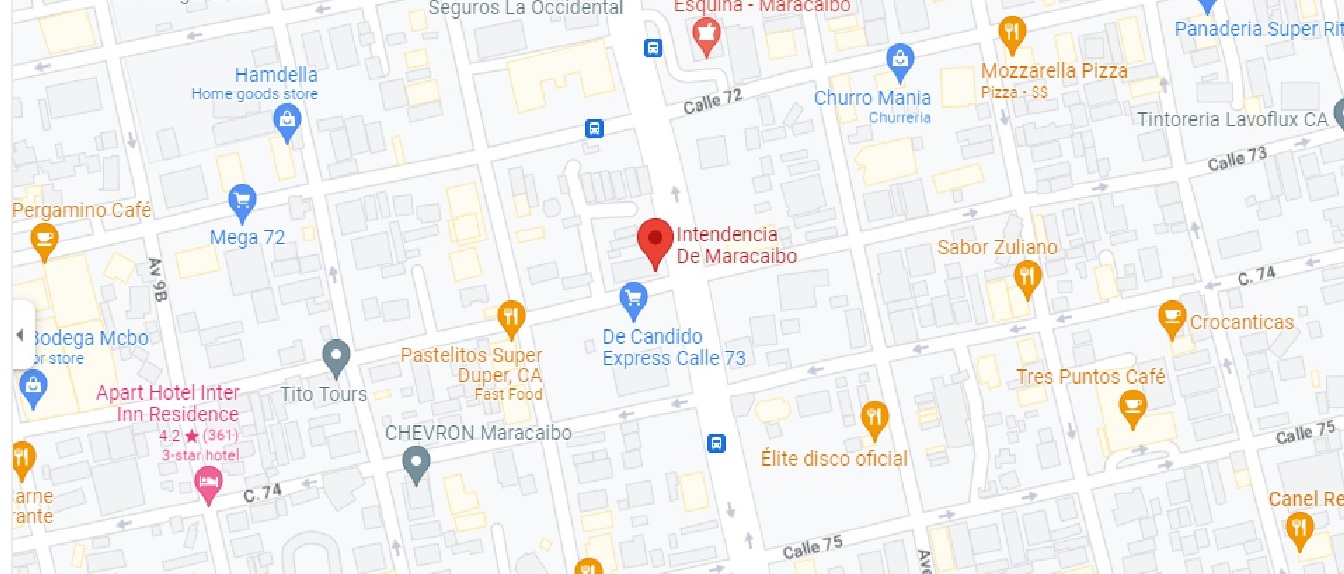 Seguros La Occidental
Esquina - Maracaibo
Panaderia Super Rit
Hamdella
Home goods store
Calle 72
Churro Mania
Churreria
Mozzarella Pizza
Pizza - $$
Tintoreria Lavoflux CA
Calle 73
Pergamino Café
Mega 72
Av 9B
Intendencia
De Maracaibo
Sabor Zuliano
C. 74
Crocanticas
Bodega Mcbo
or store
De Candido
Express Calle 73
Pastelitos Super
Duper, CA
Fast Food
Tito Tours
Apart Hotel Inter
Inn Residence
4.2 ★ (361)
3-star hotel
Tres Puntos Café
CHEVRON Maracaibo
Élite disco oficial
Calle 75
C. 74
arne
rante
Canel Re
Calle 75
Ave